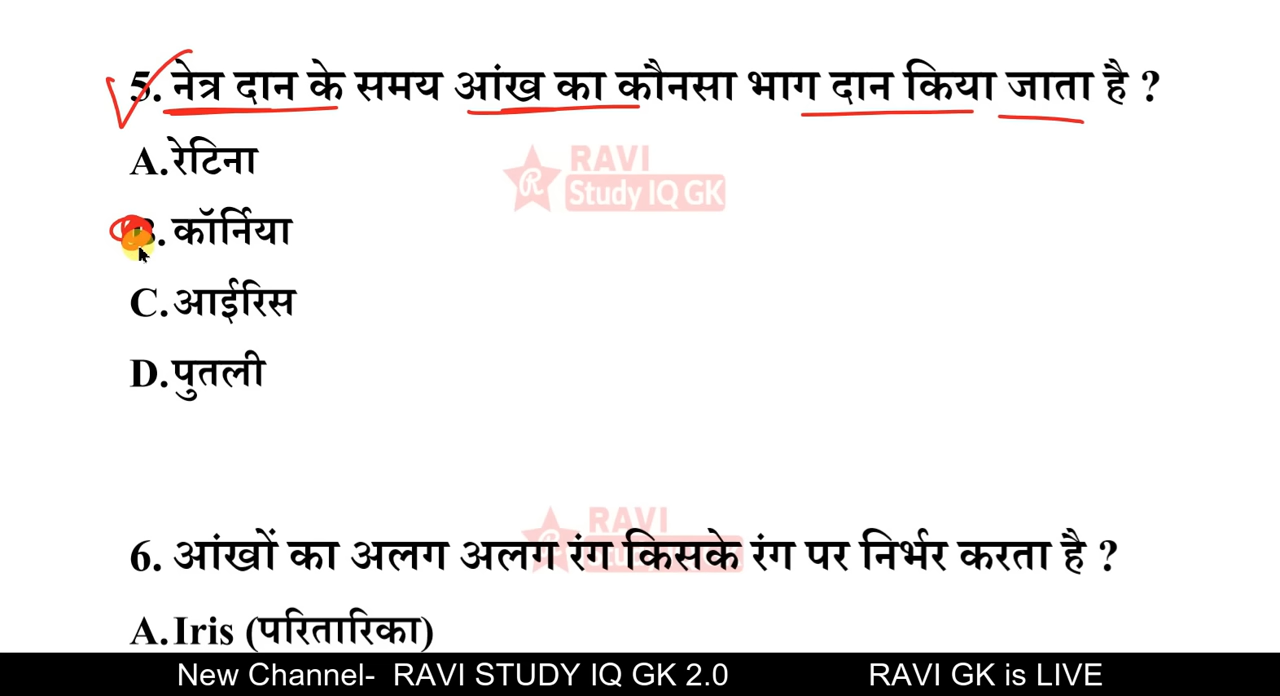 5. नेत्र दान के समय आंख का कौनसा भाग दान किया जाता है ?
A.रेटिना
RAVI
Study IQ GK
B.कॉर्निया
C.आईरिस
D.पुतली
RAVI
6. आंखों का अलग अलग रंग किसके रंग पर निर्भर करता है ?
A.Iris (परितारिका)
New Channel- RAVI STUDY IQ GK 2.0 RAVI GK is LIVE